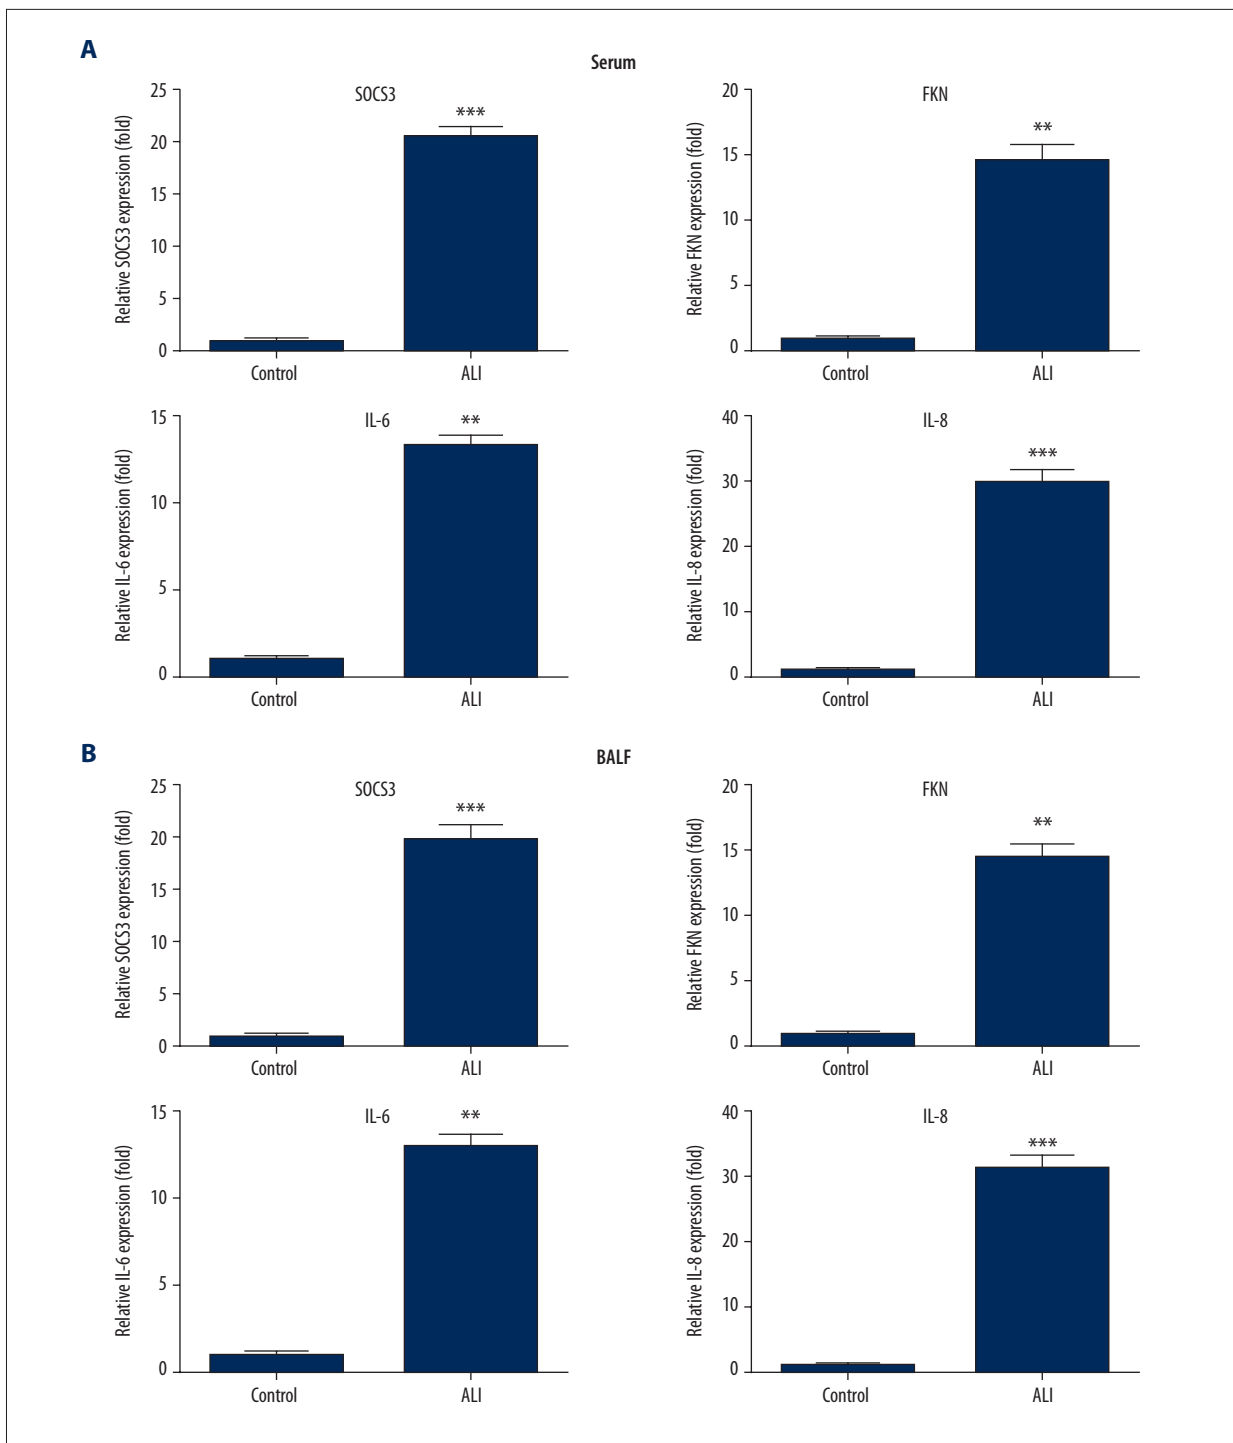 A
Serum
SOCS3
Relative SOCS3 expression (fold)
25
20
15
10
5
0
***
Control
ALI
FKN
Relative FKN expression (fold)
20
15
10
5
0
**
Control
ALI
IL-6
Relative IL-6 expression (fold)
15
10
5
0
**
Control
ALI
IL-8
Relative IL-8 expression (fold)
40
30
20
10
0
***
Control
ALI
B
BALF
SOCS3
Relative SOCS3 expression (fold)
25
20
15
10
5
0
***
Control
ALI
FKN
Relative FKN expression (fold)
20
15
10
5
0
**
Control
ALI
IL-6
Relative IL-6 expression (fold)
15
10
5
0
**
Control
ALI
IL-8
Relative IL-8 expression (fold)
40
30
20
10
0
***
Control
ALI